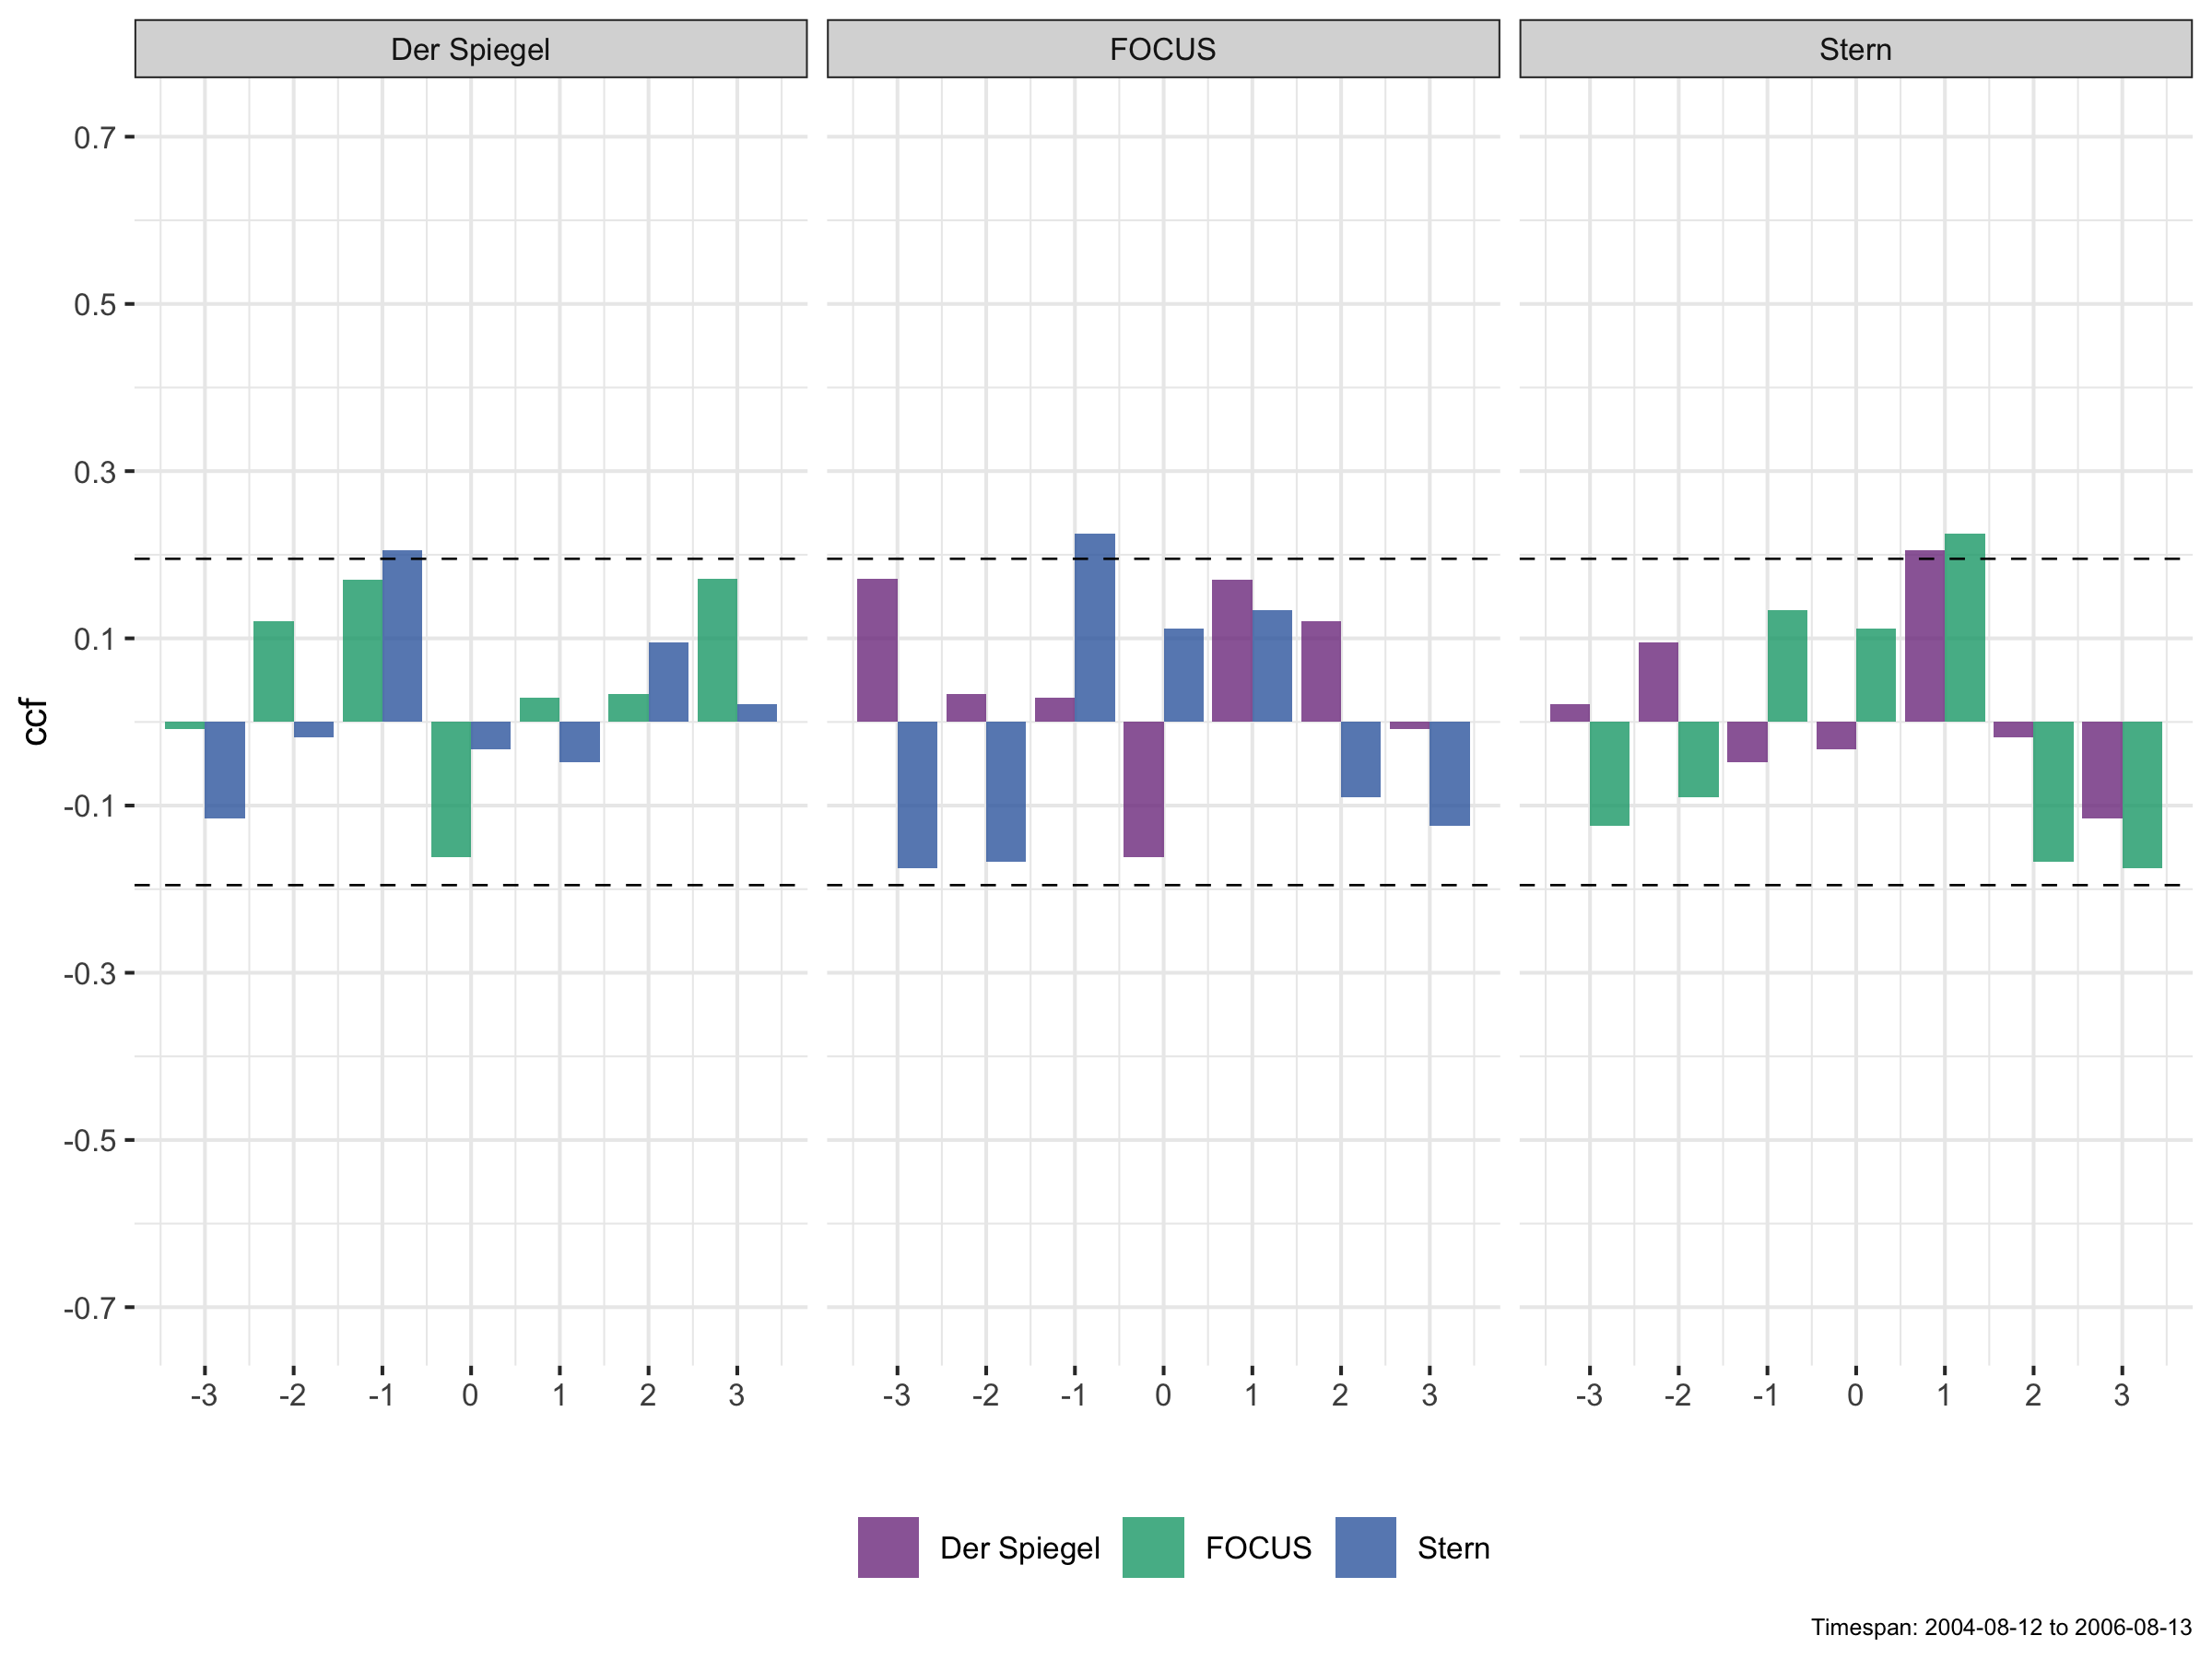 Der Spiegel FOCUS Stern
0.7
0.5
0.3
0.1
-0.1
-0.3
-0.5
-0.7
ccf
-3 -2 -1 0 1 2 3 -3 -2 -1 0 1 2 3 -3 -2 -1 0 1 2 3
Der Spiegel FOCUS Stern
Timespan: 2004-08-12 to 2006-08-13